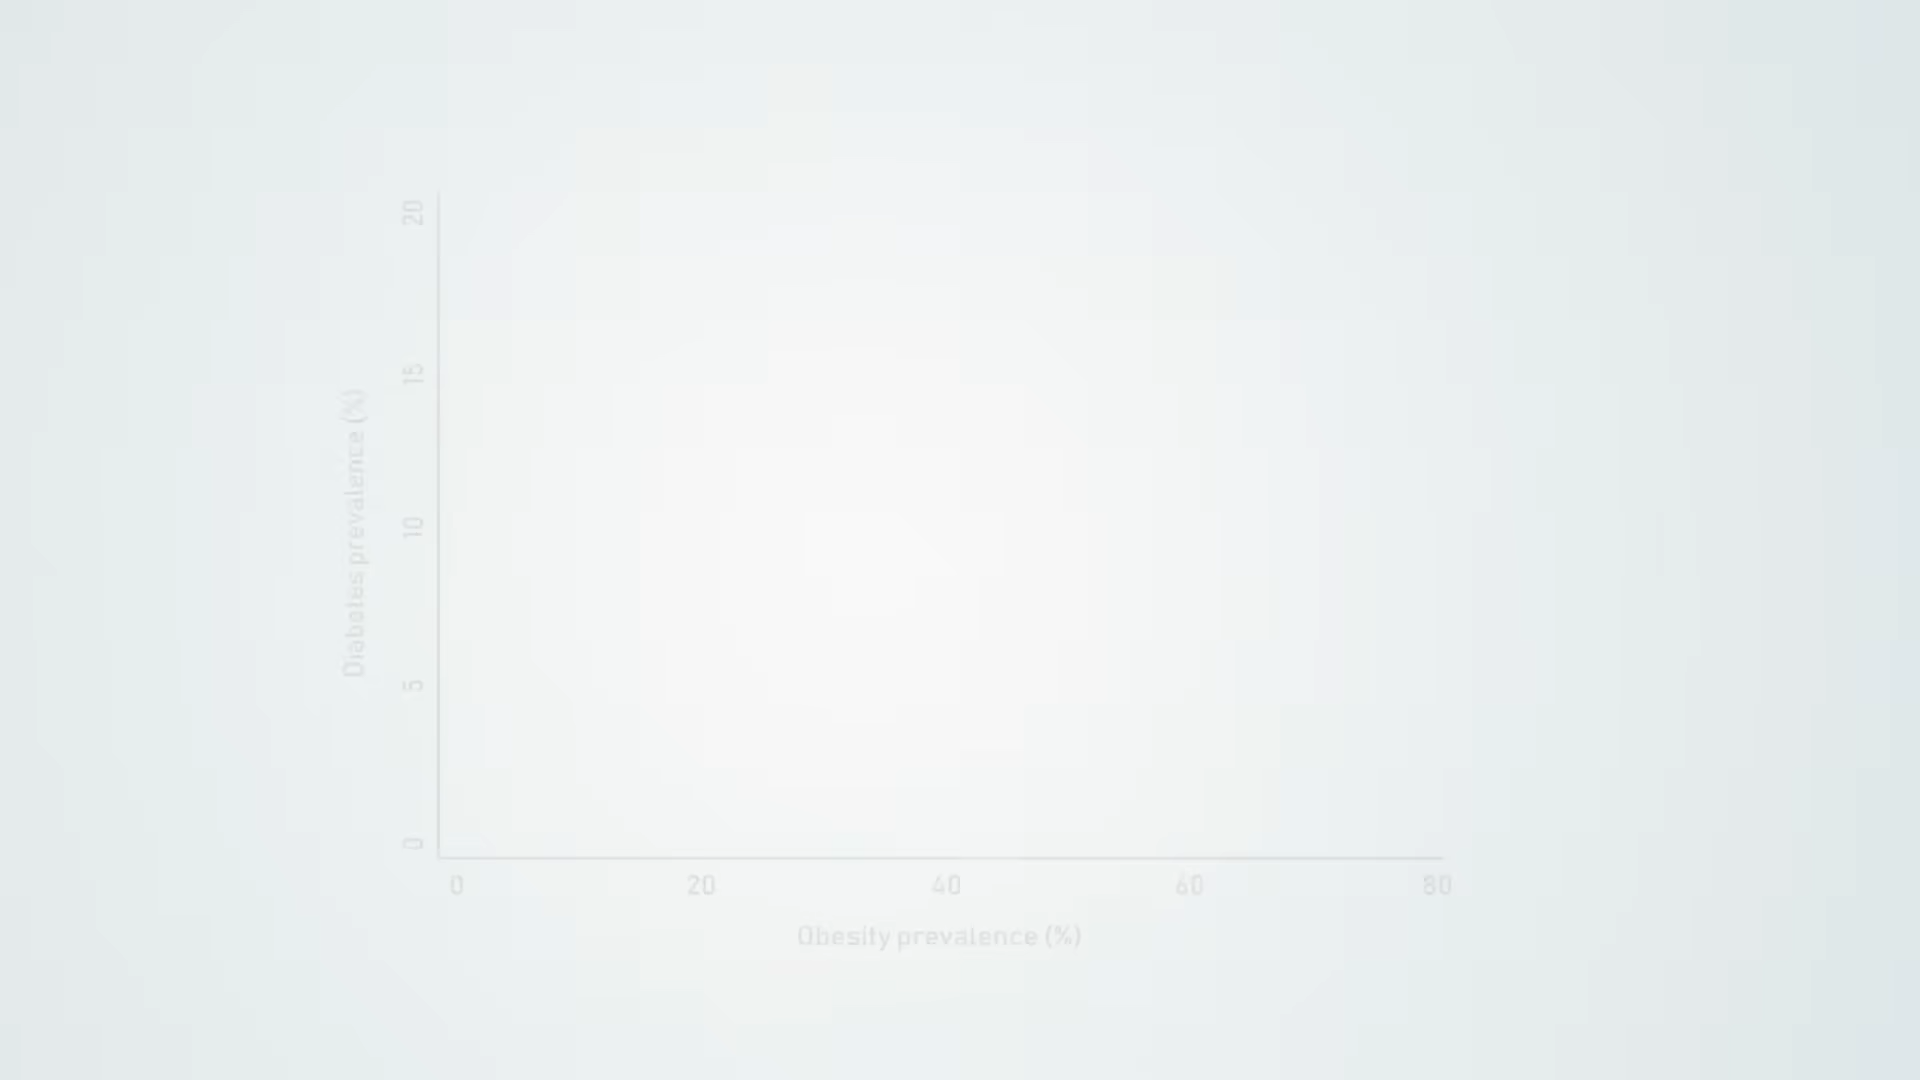 20
15
10
5
0
Diabetes prevalence (%)
0 20 40 60 80
Obesity prevalence (%)